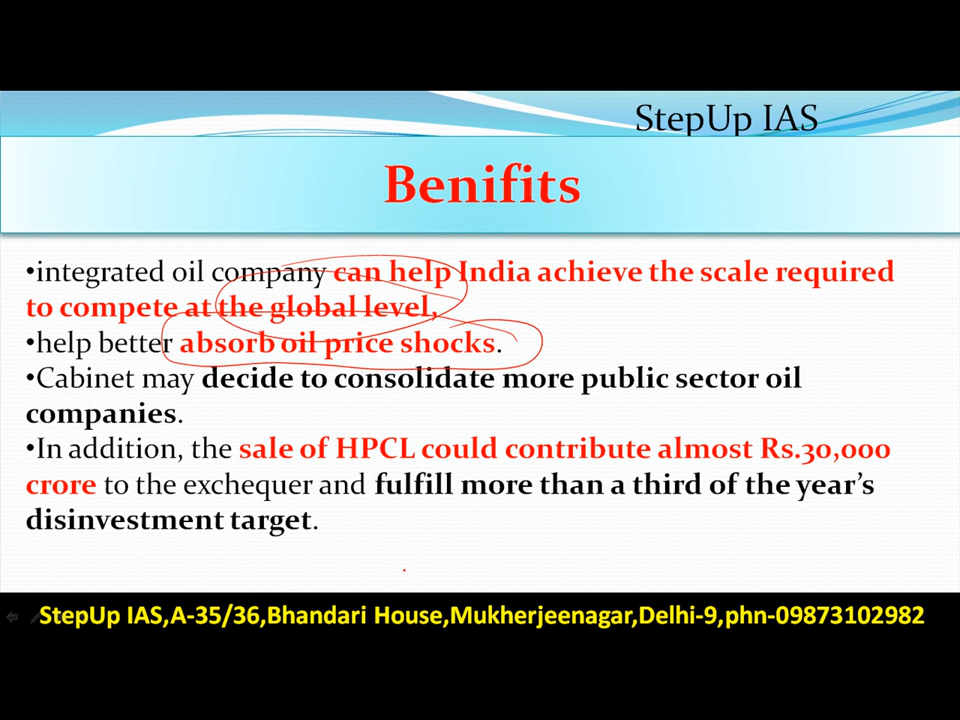 StepUp IAS
Benifits
•integrated oil company can help India achieve the scale required
to compete at the global level,
•help better absorb oil price shocks.
•Cabinet may decide to consolidate more public sector oil
companies.
•In addition, the sale of HPCL could contribute almost Rs.30,000
crore to the exchequer and fulfill more than a third of the year's
disinvestment target.
StepUp IAS,A-35/36,Bhandari House,Mukherjeenagar,Delhi-9,phn-09873102982